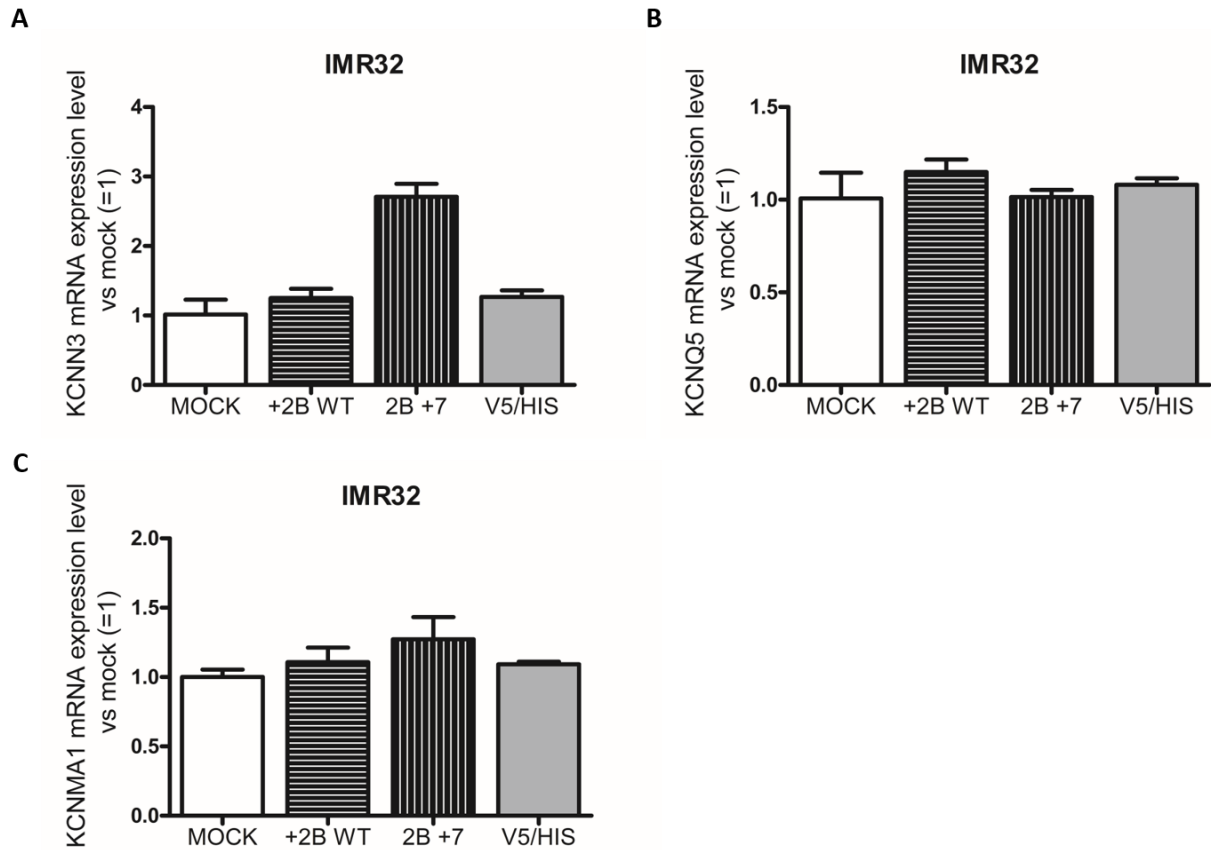 A
IMR32
KCNN3 mRNA expression level
vs mock (=1)
4
3
2
1
0
MOCK
+2B WT
2B +7
V5/HIS
B
IMR32
KCNQ5 mRNA expression level
vs mock (=1)
1.5
1.0
0.5
0.0
MOCK
+2B WT
2B +7
V5/HIS
C
IMR32
KCNMA1 mRNA expression level
vs mock (=1)
2.0
1.5
1.0
0.5
0.0
MOCK
+2B WT
2B +7
V5/HIS